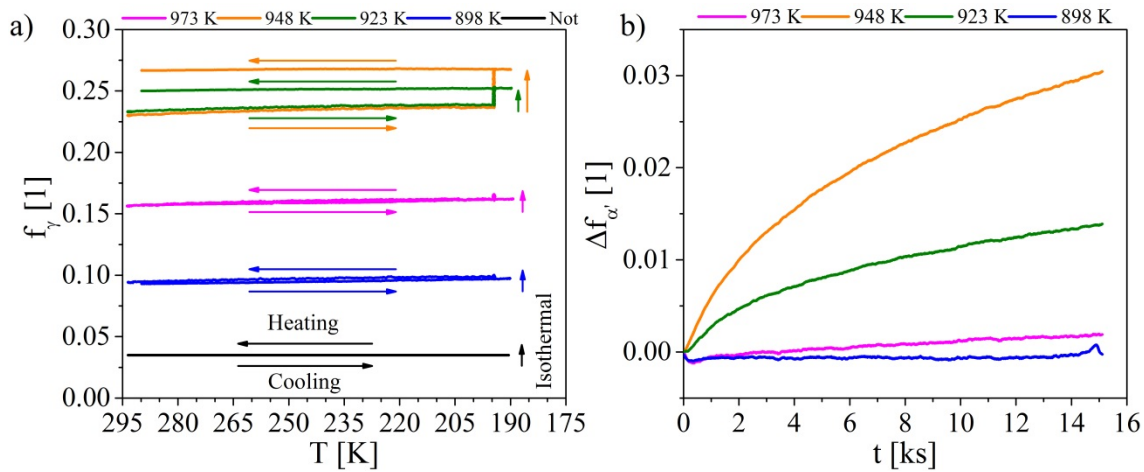 a)
973 K 948 K 923 K 898 K Not
0.30
0.25
0.20
0.15
0.10
0.05
0.00
fγ [1]
Heating
Cooling
Isothermal
295 280 265 250 235 220 205 190 175
T [K]
b)
973 K 948 K 923 K 898 K
0.03
0.02
0.01
0.00
Δfα' [1]
0 2 4 6 8 10 12 14 16
t [ks]